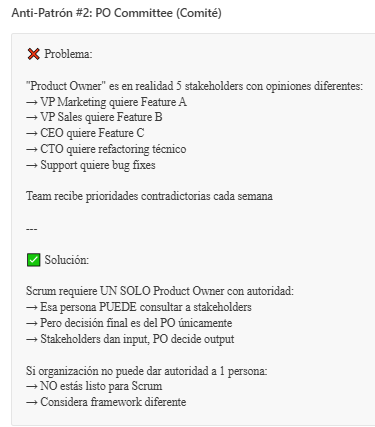 Anti-Patrón #2: PO Committee (Comité)
❌ Problema:
"Product Owner" es en realidad 5 stakeholders con opiniones diferentes:
→ VP Marketing quiere Feature A
→ VP Sales quiere Feature B
→ CEO quiere Feature C
→ CTO quiere refactoring técnico
→ Support quiere bug fixes
Team recibe prioridades contradictorias cada semana
---
✅ Solución:
Scrum requiere UN SOLO Product Owner con autoridad:
→ Esa persona PUEDE consultar a stakeholders
→ Pero decisión final es del PO únicamente
→ Stakeholders dan input, PO decide output
Si organización no puede dar autoridad a 1 persona:
→ NO estás listo para Scrum
→ Considera framework diferente